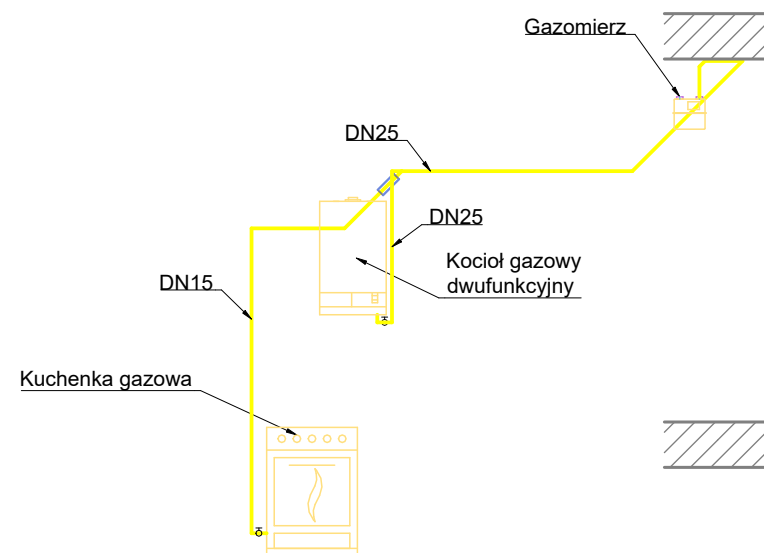 Gazomierz
DN25
DN25
Kocioł gazowy
dwufunkcyjny
DN15
Kuchenka gazowa